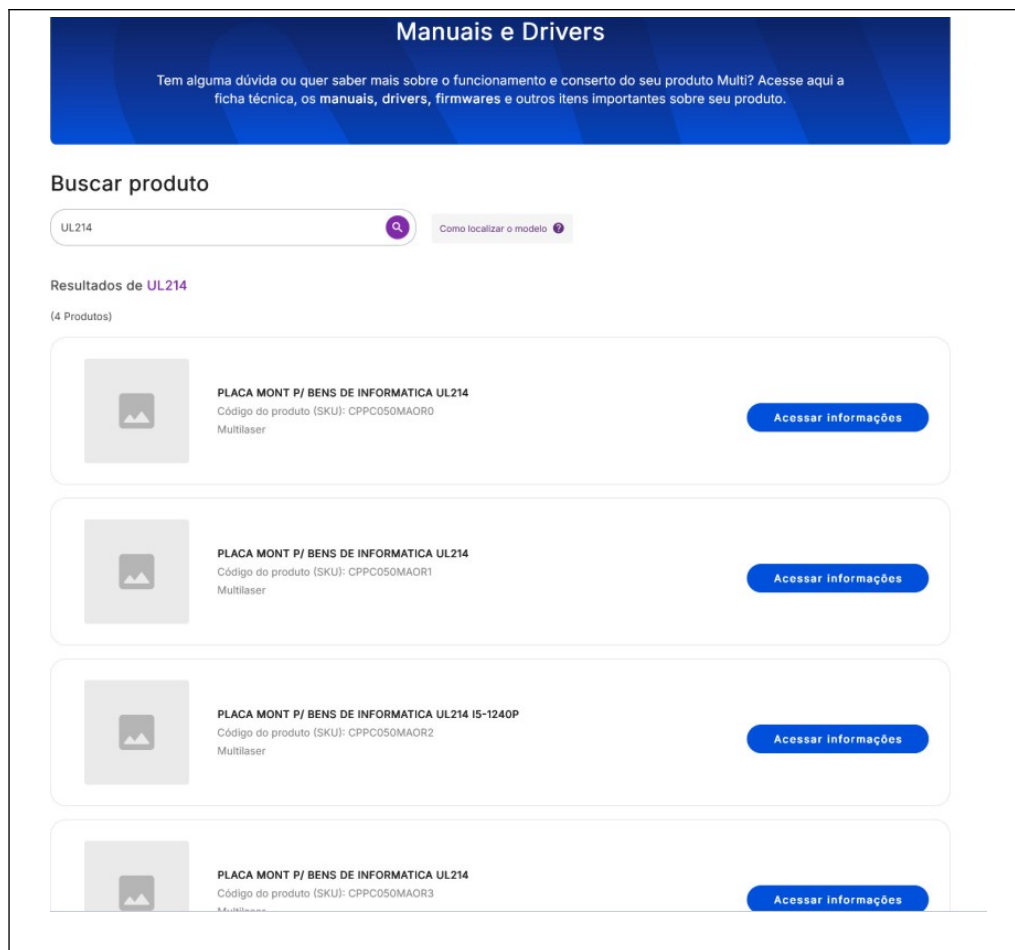 Manuais e Drivers
Tem alguma dúvida ou quer saber mais sobre o funcionamento e conserto do seu produto Multi? Acesse aqui a
ficha técnica, os manuais, drivers, firmwares e outros itens importantes sobre seu produto.
Buscar produto
UL214
Como localizar o modelo ?
Resultados de UL214
(4 Produtos)
PLACA MONT P/ BENS DE INFORMATICA UL214
Código do produto (SKU): CPPC050MAOR0
Multilaser
Acessar informações
PLACA MONT P/ BENS DE INFORMATICA UL214
Código do produto (SKU): CPPC050MAOR1
Multilaser
Acessar informações
PLACA MONT P/ BENS DE INFORMATICA UL214 I5-1240P
Código do produto (SKU): CPPC050MAOR2
Multilaser
Acessar informações
PLACA MONT P/ BENS DE INFORMATICA UL214
Código do produto (SKU): CPPC050MAOR3
Acessar informações